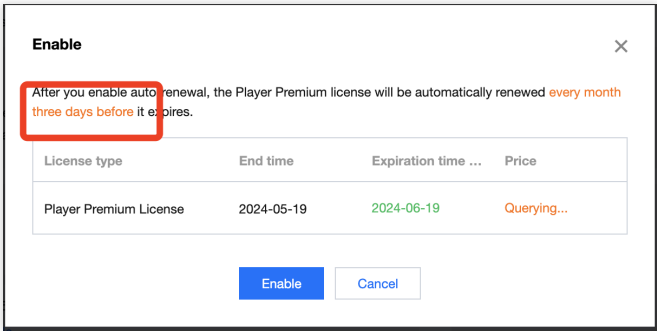 Enable
After you enable auto-renewal, the Player Premium license will be automatically renewed every month
three days before it expires.
License type End time Expiration time ... Price
Player Premium License 2024-05-19 2024-06-19 Querying...
Enable Cancel